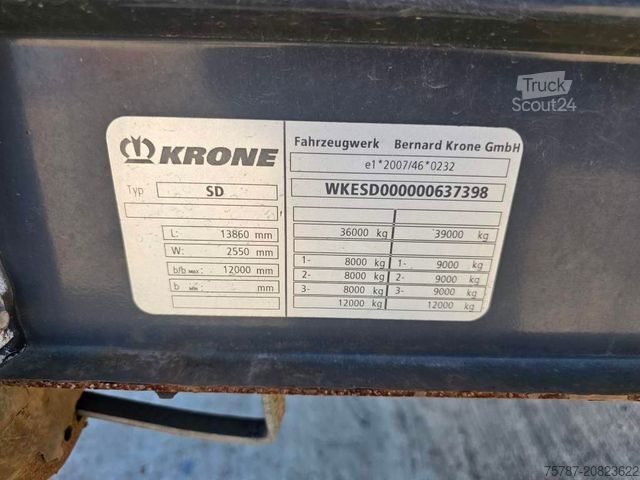 Truck
Scout24
KRONE
Fahrzeugwerk Bernard Krone GmbH
e1*2007/46*0232
Typ SD
WKESD000000637398
L: 13860 mm
W: 2550 mm
b/b MAX: 12000 mm
b MIN: mm
36000 kg 39000 kg
1- 8000 kg 1- 9000 kg
2- 8000 kg 2- 9000 kg
3- 8000 kg 3- 9000 kg
12000 kg 12000 kg
75787-20823622